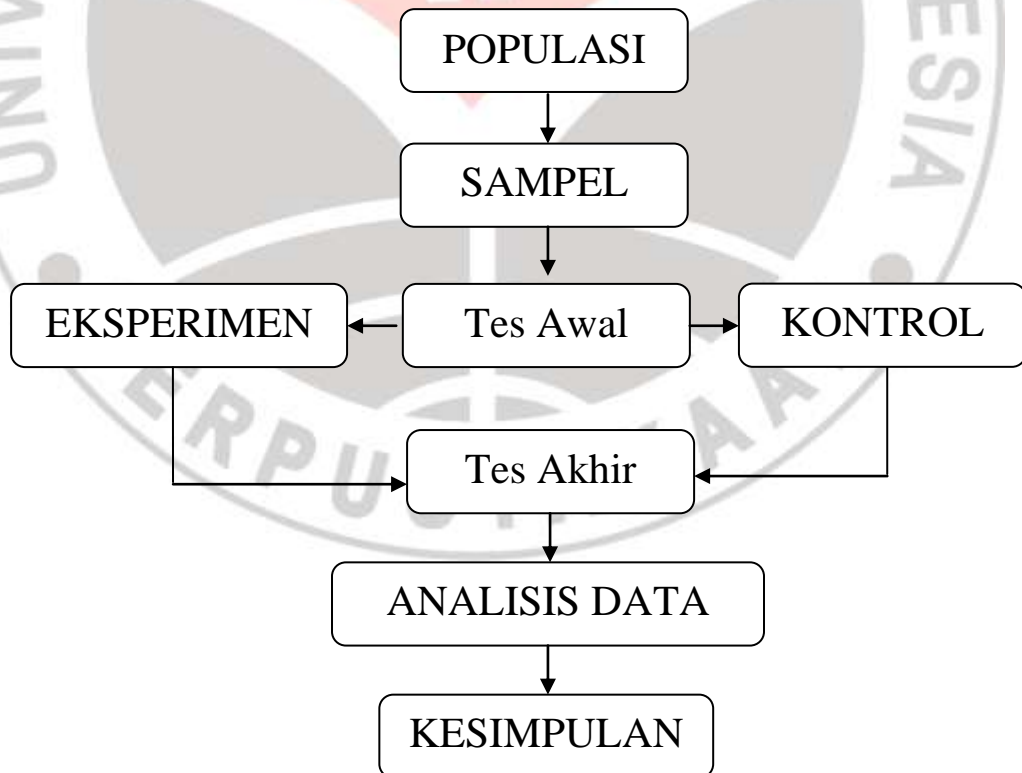 POPULASI
SAMPEL
EKSPERIMEN
Tes Awal
KONTROL
Tes Akhir
ANALISIS DATA
KESIMPULAN